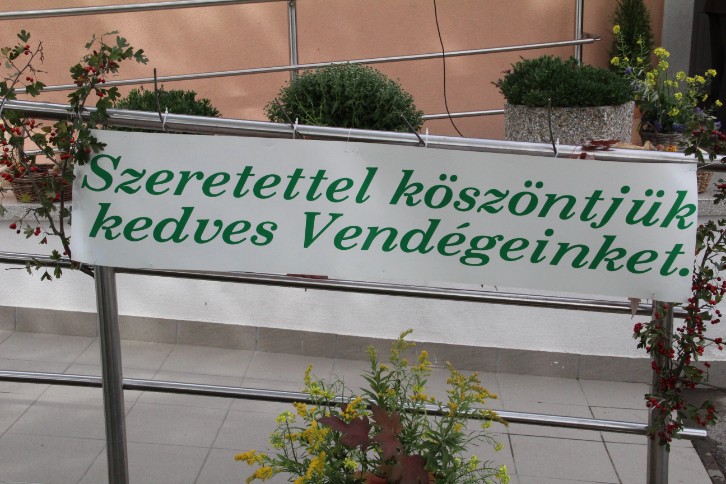 Szeretettel köszöntjük
kedves Vendégeinket.